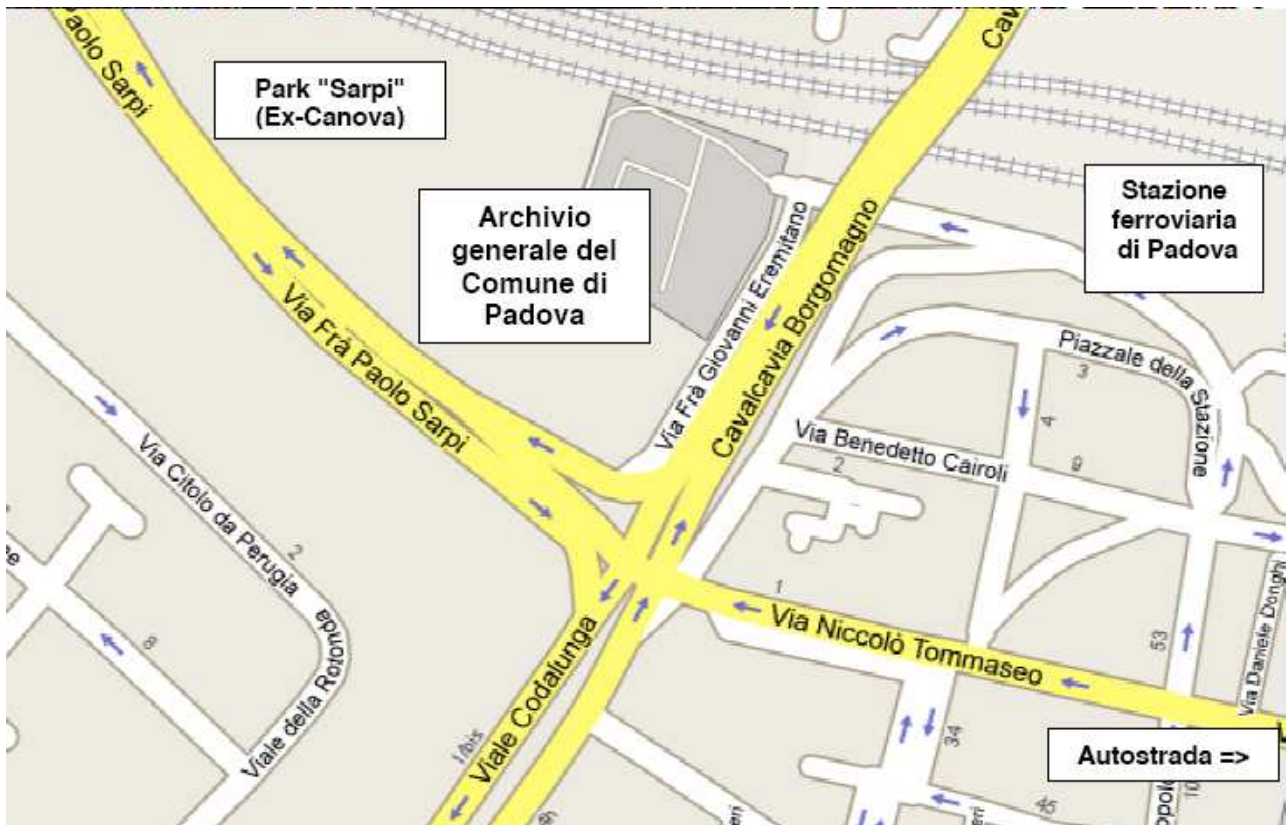 Paolo Sarpi
Park "Sarpi"
(Ex-Canova)
Archivio
generale del
Comune di
Padova
Stazione
ferroviaria
di Padova
Via Frà Paolo Sarpi
Via Frà Giovanni Eremitano
Cavalcavia Borgomagno
Piazzale della Stazione
3
4
9
Via Benedetto Cairoli
2
Via Citolo da Perugia
2
8
Viale della Rotonda
1
Via Niccolò Tommaseo
Via Daniele Donghi
53
34
Viale Codalunga
1/bis
Autostrada =>
45
10